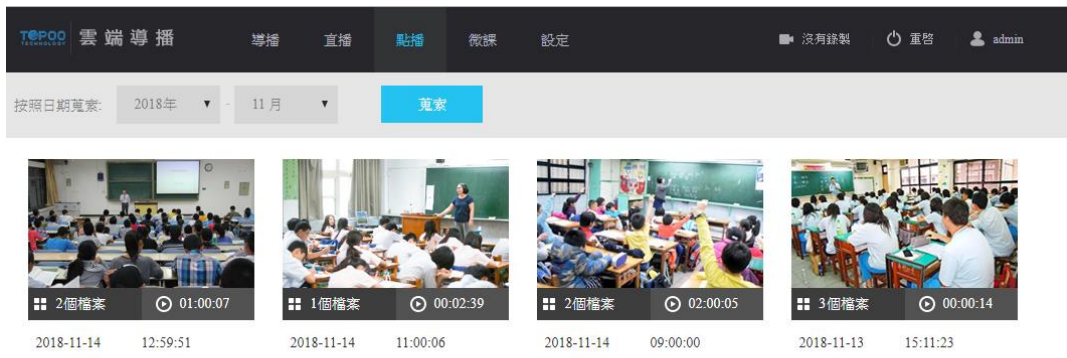 TOPOO TECHNOLOGY 雲端導播 導播 直播 點播 微課 設定 沒有錄製 重啓 admin
按照日期蒐索: 2018年 - 11 月 蒐索
2個檔案 01:00:07 1個檔案 00:02:39 2個檔案 02:00:05 3個檔案 00:00:14
2018-11-14 12:59:51 2018-11-14 11:00:06 2018-11-14 09:00:00 2018-11-13 15:11:23